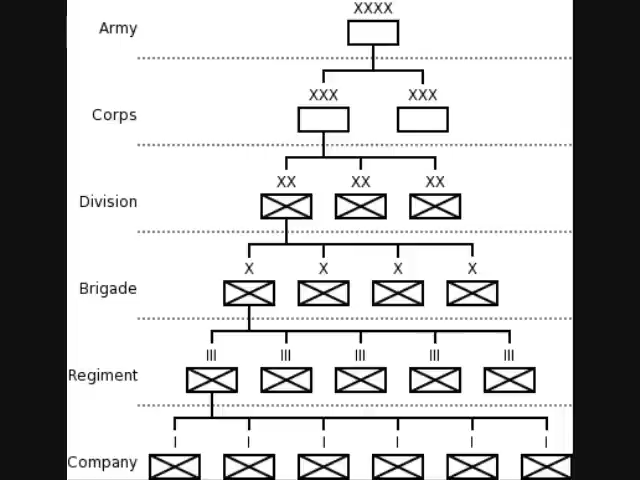 XXXX
Army
XXX XXX
Corps
XX XX XX
Division
X X X X
Brigade
III III III III III
Regiment
I I I I I I
Company